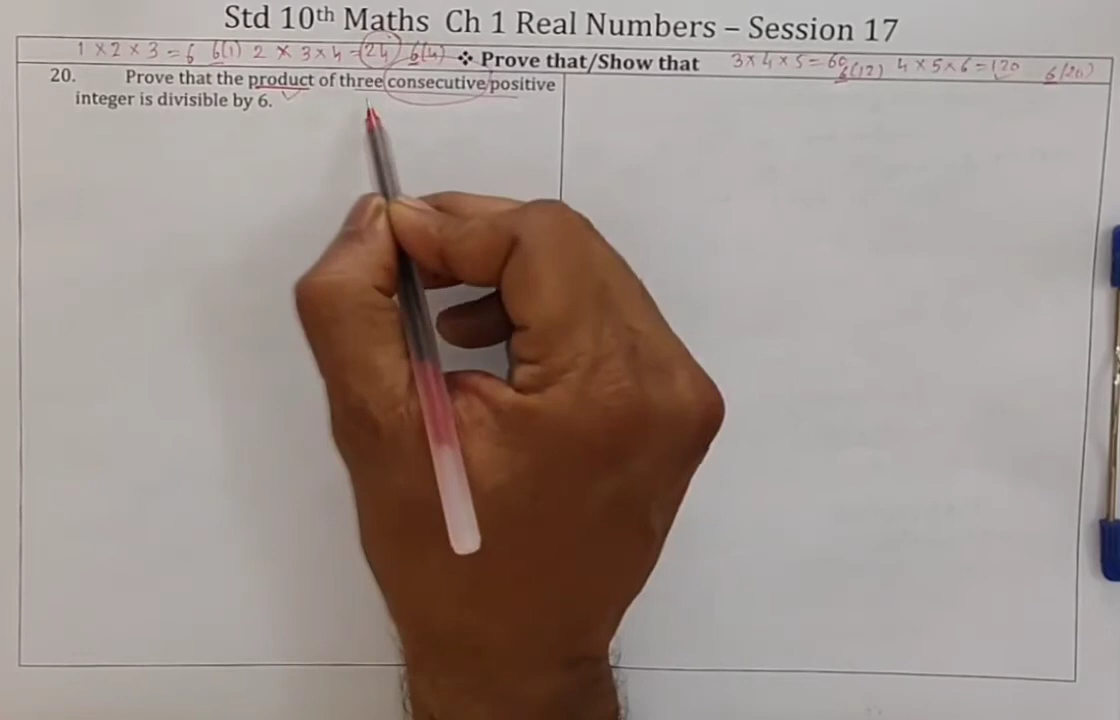 Std 10th Maths Ch 1 Real Numbers – Session 17
1 × 2 × 3 = 6 6(1) 2 × 3 × 4 = 24 6(4) ❖ Prove that/Show that 3 × 4 × 5 = 60 6(12) 4 × 5 × 6 = 120 6(20)
20. Prove that the product of three consecutive positive
integer is divisible by 6.